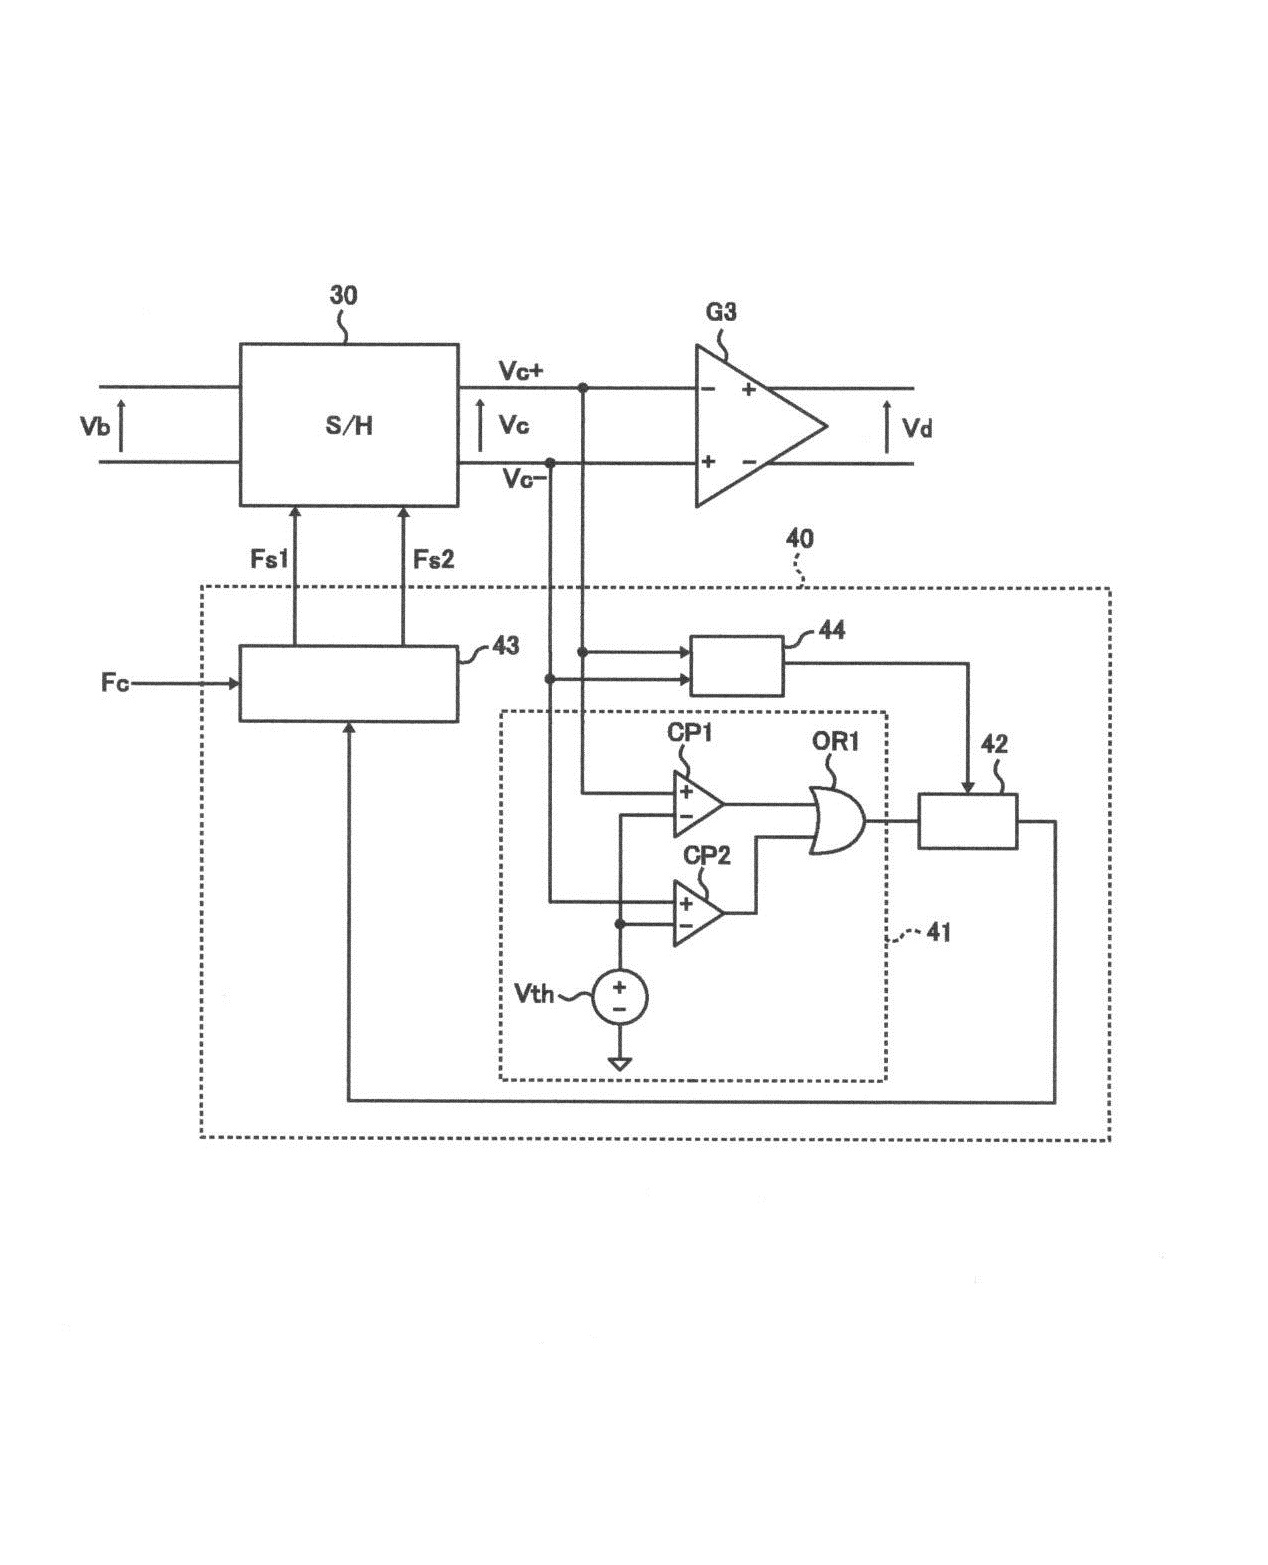 30
G3
Vc+
− +
Vb
S/H
Vc
Vd
+ −
Vc−
40
Fs1
Fs2
44
43
Fc
CP1
OR1
42
+
−
CP2
+
−
41
Vth
+
−